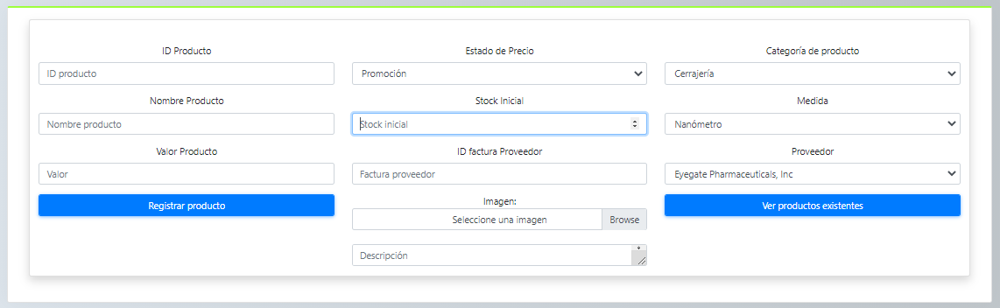 ID Producto
ID producto
Nombre Producto
Nombre producto
Valor Producto
Valor
Registrar producto
Estado de Precio
Promoción
Stock Inicial
Stock inicial
ID factura Proveedor
Factura proveedor
Imagen:
Seleccione una imagen Browse
Descripción
Categoría de producto
Cerrajería
Medida
Nanómetro
Proveedor
Eyegate Pharmaceuticals, Inc
Ver productos existentes